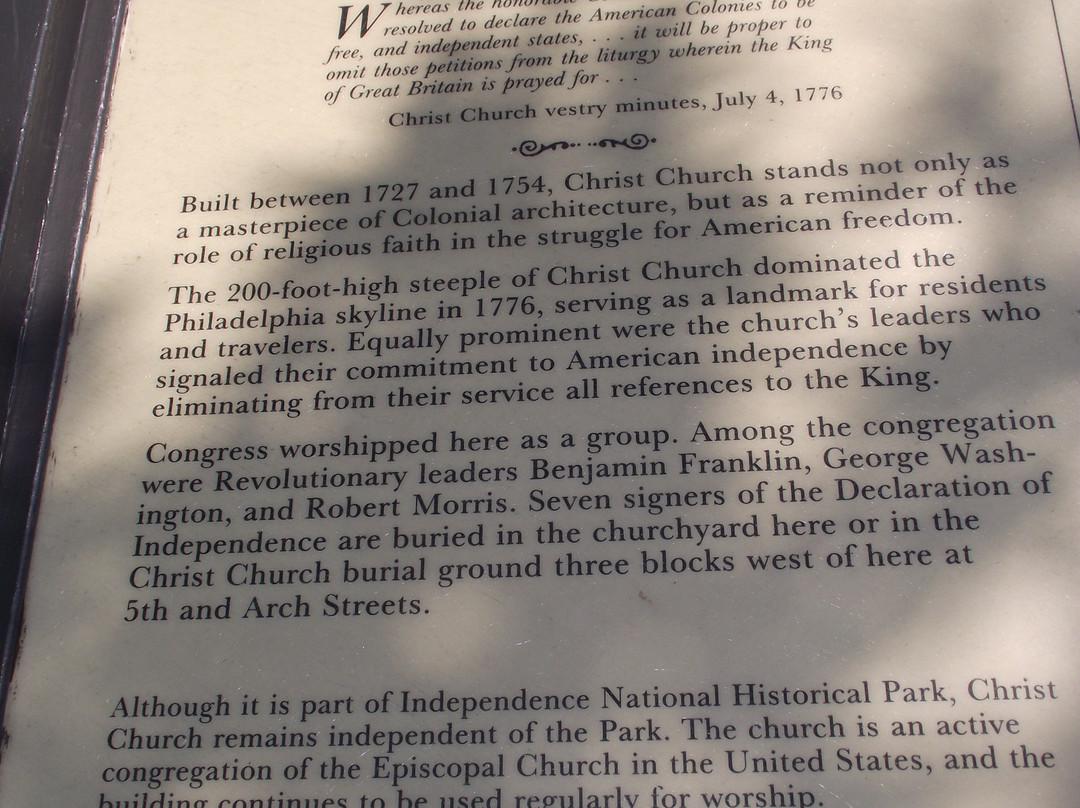 Whereas the honorable
resolved to declare the American Colonies to be
free, and independent states, . . . it will be proper to
omit those petitions from the liturgy wherein the King
of Great Britain is prayed for . . .
Christ Church vestry minutes, July 4, 1776
Built between 1727 and 1754, Christ Church stands not only as
a masterpiece of Colonial architecture, but as a reminder of the
role of religious faith in the struggle for American freedom.
The 200-foot-high steeple of Christ Church dominated the
Philadelphia skyline in 1776, serving as a landmark for residents
and travelers. Equally prominent were the church's leaders who
signaled their commitment to American independence by
eliminating from their service all references to the King.
Congress worshipped here as a group. Among the congregation
were Revolutionary leaders Benjamin Franklin, George Wash-
ington, and Robert Morris. Seven signers of the Declaration of
Independence are buried in the churchyard here or in the
Christ Church burial ground three blocks west of here at
5th and Arch Streets.
Although it is part of Independence National Historical Park, Christ
Church remains independent of the Park. The church is an active
congregation of the Episcopal Church in the United States, and the
building continues to be used regularly for worship.